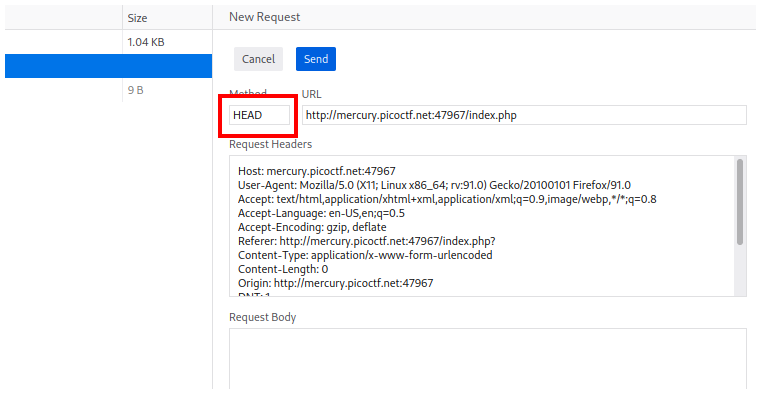 Size
New Request
1.04 KB
Cancel
Send
9 B
Method
URL
HEAD
http://mercury.picoctf.net:47967/index.php
Request Headers
Host: mercury.picoctf.net:47967
User-Agent: Mozilla/5.0 (X11; Linux x86_64; rv:91.0) Gecko/20100101 Firefox/91.0
Accept: text/html,application/xhtml+xml,application/xml;q=0.9,image/webp,*/*;q=0.8
Accept-Language: en-US,en;q=0.5
Accept-Encoding: gzip, deflate
Referer: http://mercury.picoctf.net:47967/index.php?
Content-Type: application/x-www-form-urlencoded
Content-Length: 0
Origin: http://mercury.picoctf.net:47967
DNT: 1
Request Body